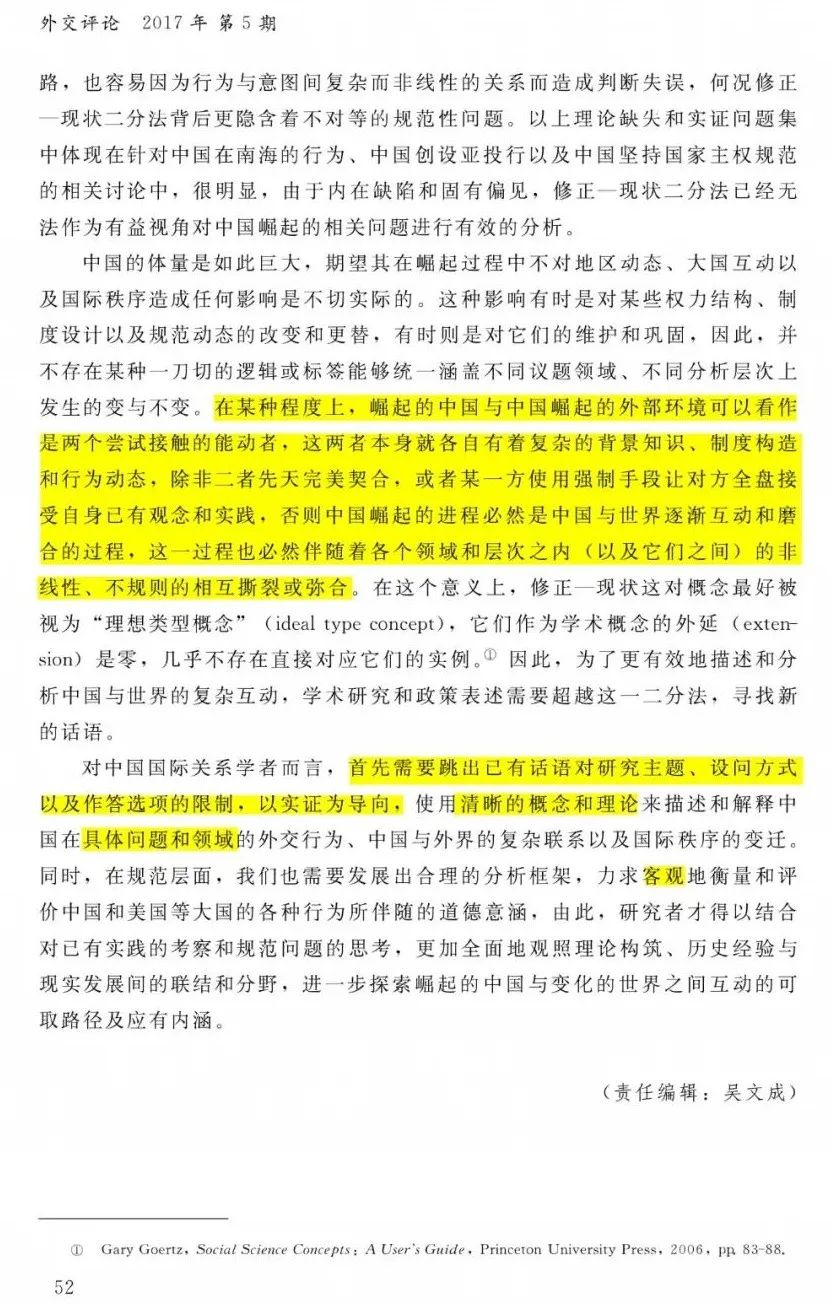 外交评论 2017 年 第 5 期
路，也容易因为行为与意图间复杂而非线性的关系而造成判断失误，何况修正
—现状二分法背后更隐含着不对等的规范性问题。以上理论缺失和实证问题集
中体现在针对中国在南海的行为、中国创设亚投行以及中国坚持国家主权规范
的相关讨论中，很明显，由于内在缺陷和固有偏见，修正—现状二分法已经无
法作为有益视角对中国崛起的相关问题进行有效的分析。
中国的体量是如此巨大，期望其在崛起过程中不对地区动态、大国互动以
及国际秩序造成任何影响是不切实际的。这种影响有时是对某些权力结构、制
度设计以及规范动态的改变和更替，有时则是对它们的维护和巩固，因此，并
不存在某种一刀切的逻辑或标签能够统一涵盖不同议题领域、不同分析层次上
发生的变与不变。在某种程度上，崛起的中国与中国崛起的外部环境可以看作
是两个尝试接触的能动者，这两者本身就各自有着复杂的背景知识、制度构造
和行为动态，除非二者先天完美契合，或者某一方使用强制手段让对方全盘接
受自身已有观念和实践，否则中国崛起的进程必然是中国与世界逐渐互动和磨
合的过程，这一过程也必然伴随着各个领域和层次之内（以及它们之间）的非
线性、不规则的相互撕裂或弥合。在这个意义上，修正—现状这对概念最好被
视为“理想类型概念”（ideal type concept），它们作为学术概念的外延（exten-
sion）是零，几乎不存在直接对应它们的实例。① 因此，为了更有效地描述和分
析中国与世界的复杂互动，学术研究和政策表述需要超越这一二分法，寻找新
的话语。
对中国国际关系学者而言，首先需要跳出已有话语对研究主题、设问方式
以及作答选项的限制，以实证为导向，使用清晰的概念和理论来描述和解释中
国在具体问题和领域的外交行为、中国与外界的复杂联系以及国际秩序的变迁。
同时，在规范层面，我们也需要发展出合理的分析框架，力求客观地衡量和评
价中国和美国等大国的各种行为所伴随的道德意涵，由此，研究者才得以结合
对已有实践的考察和规范问题的思考，更加全面地观照理论构筑、历史经验与
现实发展间的联结和分野，进一步探索崛起的中国与变化的世界之间互动的可
取路径及应有内涵。
（责任编辑：吴文成）
① Gary Goertz, Social Science Concepts: A User's Guide, Princeton University Press, 2006, pp. 83-88.
52